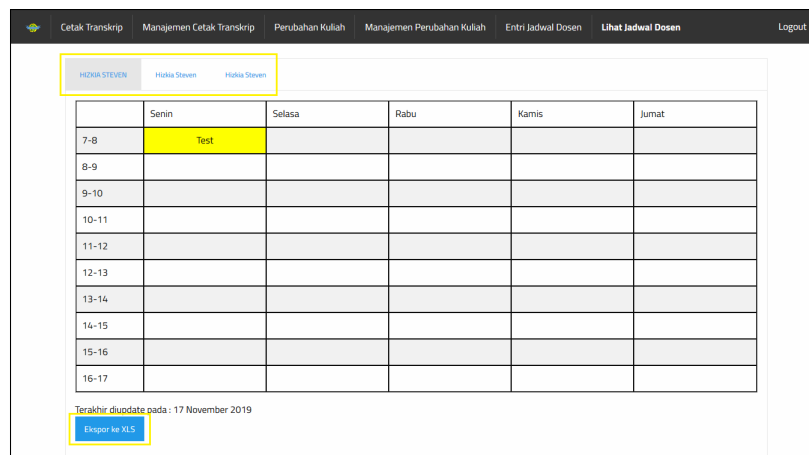 Cetak Transkrip Manajemen Cetak Transkrip Perubahan Kuliah Manajemen Perubahan Kuliah Entri Jadwal Dosen Lihat Jadwal Dosen Logout
HIZKIA STEVEN Hizkia Steven Hizkia Steven
Senin Selasa Rabu Kamis Jumat
7-8 Test
8-9
9-10
10-11
11-12
12-13
13-14
14-15
15-16
16-17
Terakhir diupdate pada : 17 November 2019
Ekspor ke XLS